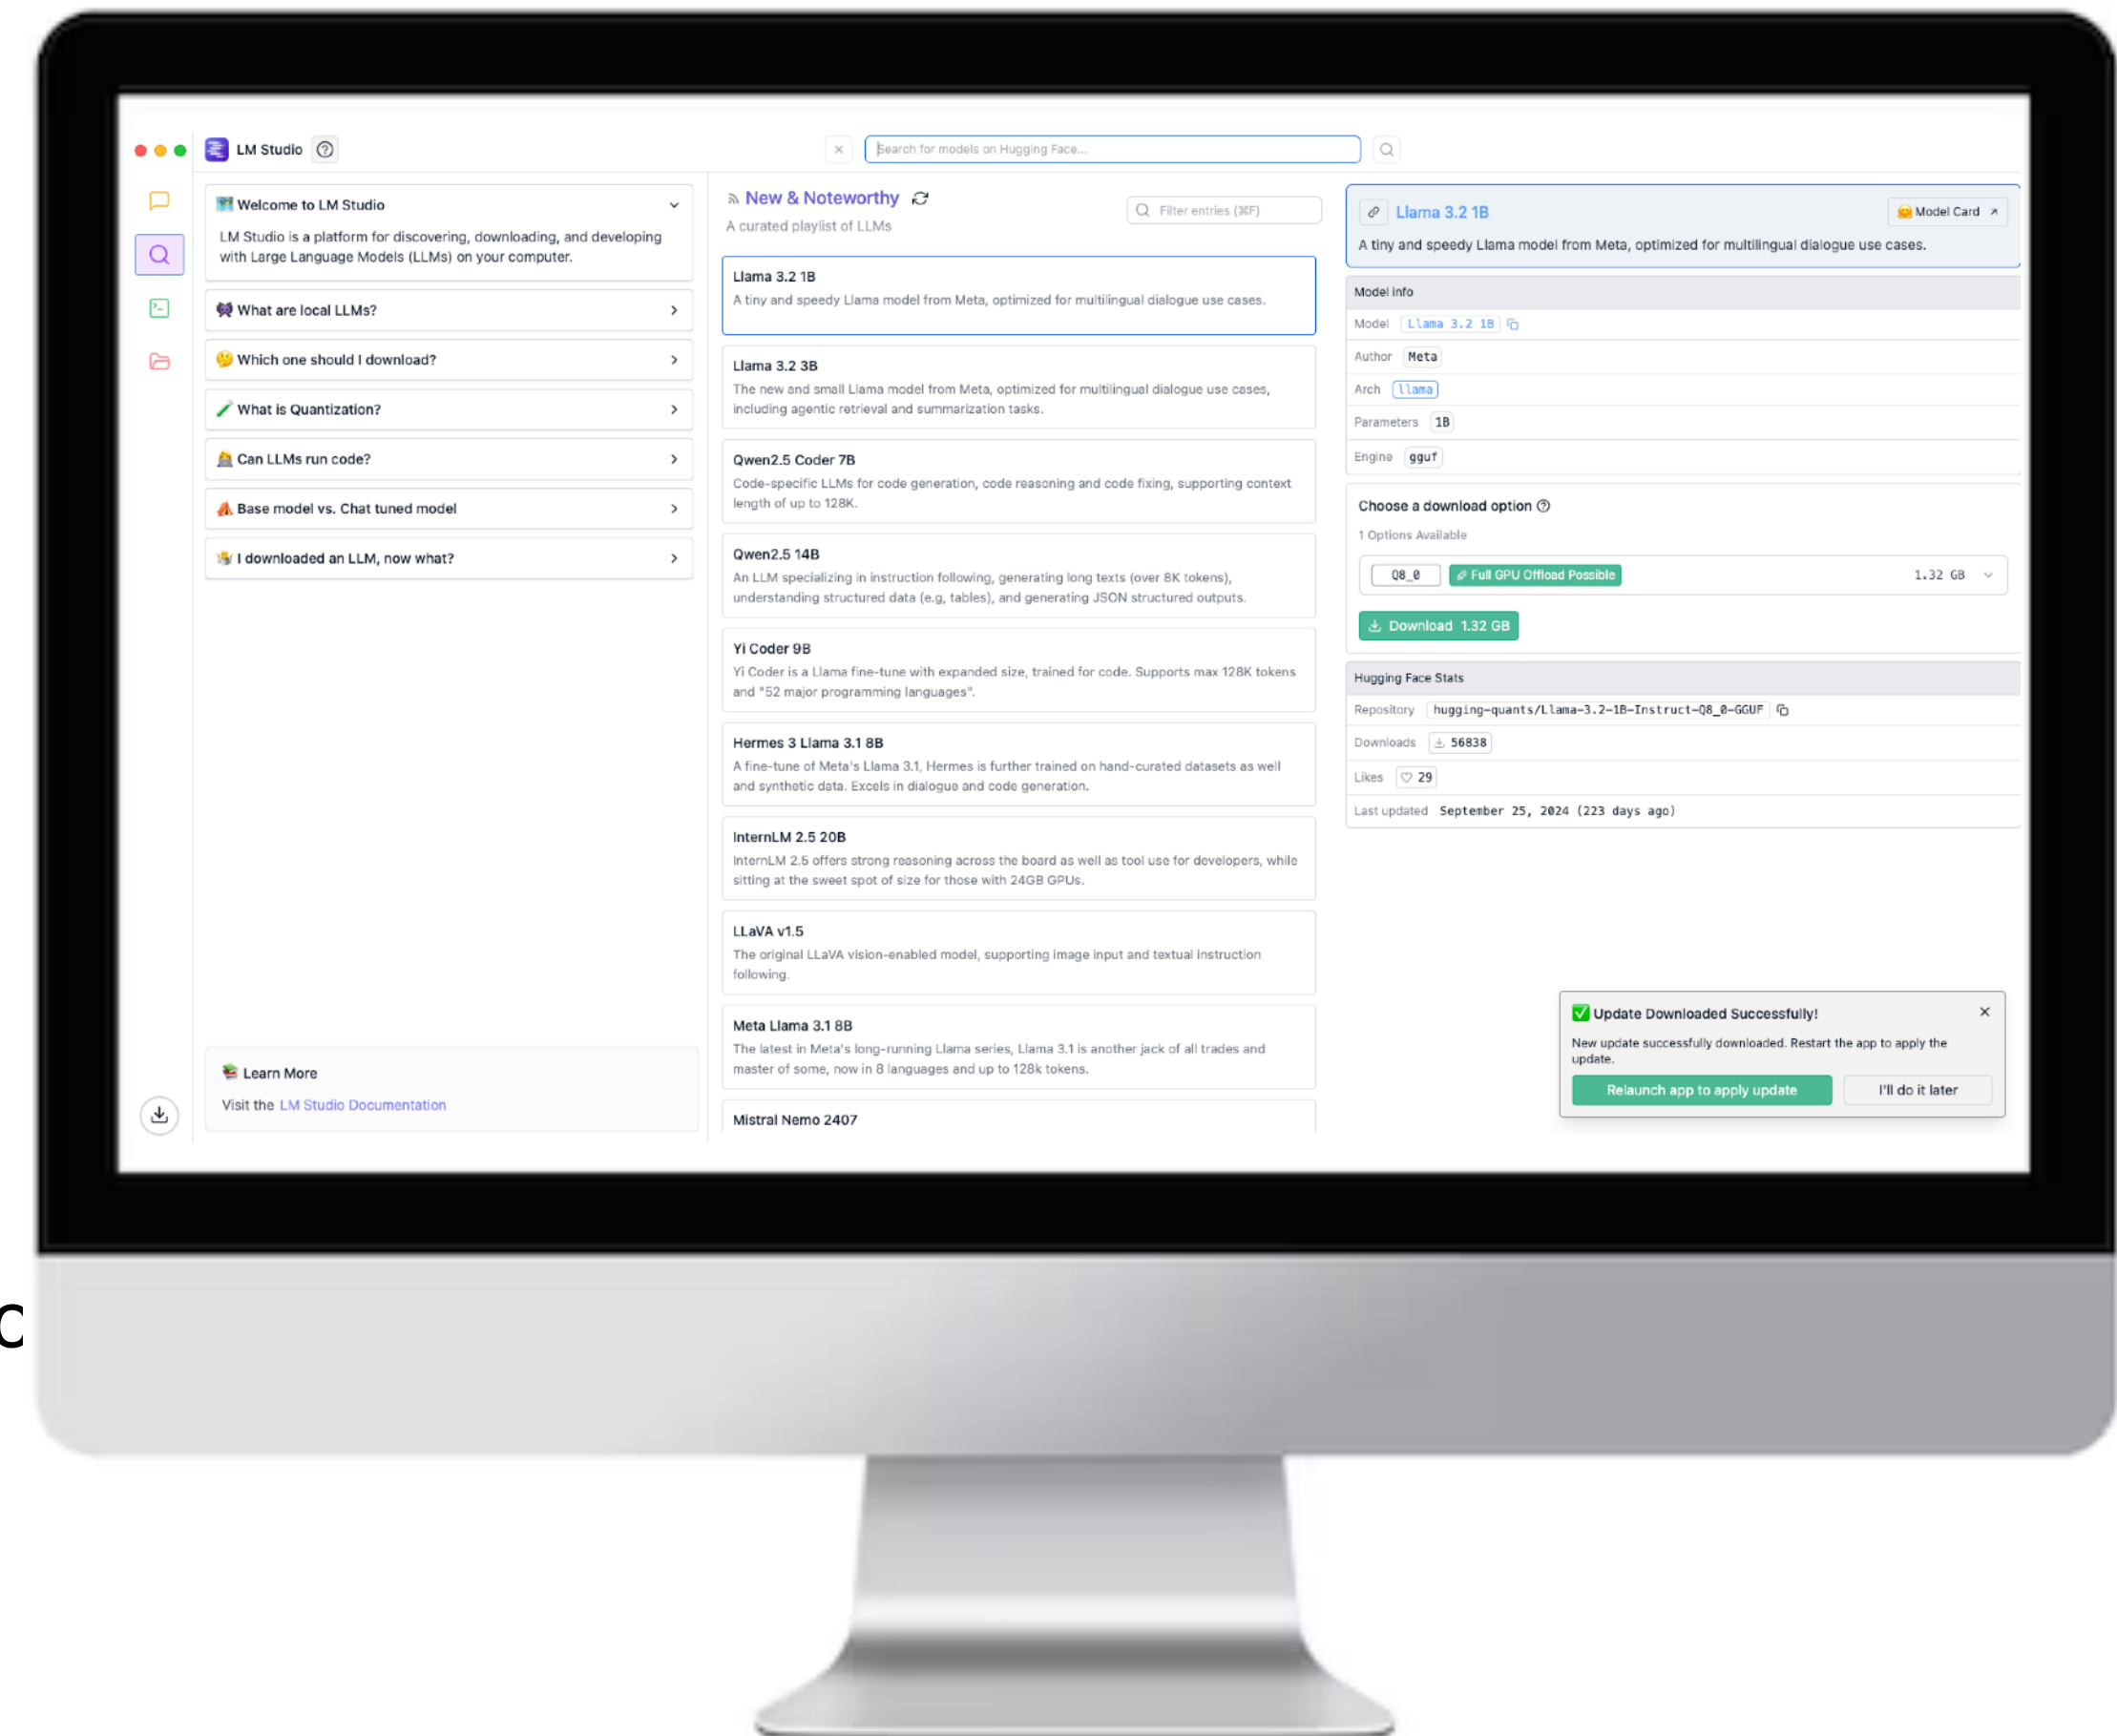 LM Studio
Search for models on Hugging Face...
Welcome to LM Studio
LM Studio is a platform for discovering, downloading, and developing
with Large Language Models (LLMs) on your computer.
What are local LLMs?
Which one should I download?
What is Quantization?
Can LLMs run code?
Base model vs. Chat tuned model
I downloaded an LLM, now what?
Learn More
Visit the LM Studio Documentation
New & Noteworthy
Filter entries (⌘F)
A curated playlist of LLMs
Llama 3.2 1B
A tiny and speedy Llama model from Meta, optimized for multilingual dialogue use cases.
Llama 3.2 3B
The new and small Llama model from Meta, optimized for multilingual dialogue use cases,
including agentic retrieval and summarization tasks.
Qwen2.5 Coder 7B
Code-specific LLMs for code generation, code reasoning and code fixing, supporting context
length of up to 128K.
Qwen2.5 14B
An LLM specializing in instruction following, generating long texts (over 8K tokens),
understanding structured data (e.g, tables), and generating JSON structured outputs.
Yi Coder 9B
Yi Coder is a Llama fine-tune with expanded size, trained for code. Supports max 128K tokens
and "52 major programming languages".
Hermes 3 Llama 3.1 8B
A fine-tune of Meta's Llama 3.1, Hermes is further trained on hand-curated datasets as well
and synthetic data. Excels in dialogue and code generation.
InternLM 2.5 20B
InternLM 2.5 offers strong reasoning across the board as well as tool use for developers, while
sitting at the sweet spot of size for those with 24GB GPUs.
LLaVA v1.5
The original LLaVA vision-enabled model, supporting image input and textual instruction
following.
Meta Llama 3.1 8B
The latest in Meta's long-running Llama series, Llama 3.1 is another jack of all trades and
master of some, now in 8 languages and up to 128k tokens.
Mistral Nemo 2407
Llama 3.2 1B
Model Card
A tiny and speedy Llama model from Meta, optimized for multilingual dialogue use cases.
Model info
Model Llama 3.2 1B
Author Meta
Arch llama
Parameters 1B
Engine gguf
Choose a download option
1 Options Available
Q8_0 Full GPU Offload Possible 1.32 GB
Download 1.32 GB
Hugging Face Stats
Repository hugging-quants/Llama-3.2-1B-Instruct-Q8_0-GGUF
Downloads 56838
Likes 29
Last updated September 25, 2024 (223 days ago)
Update Downloaded Successfully!
New update successfully downloaded. Restart the app to apply the
update.
Relaunch app to apply update
I'll do it later